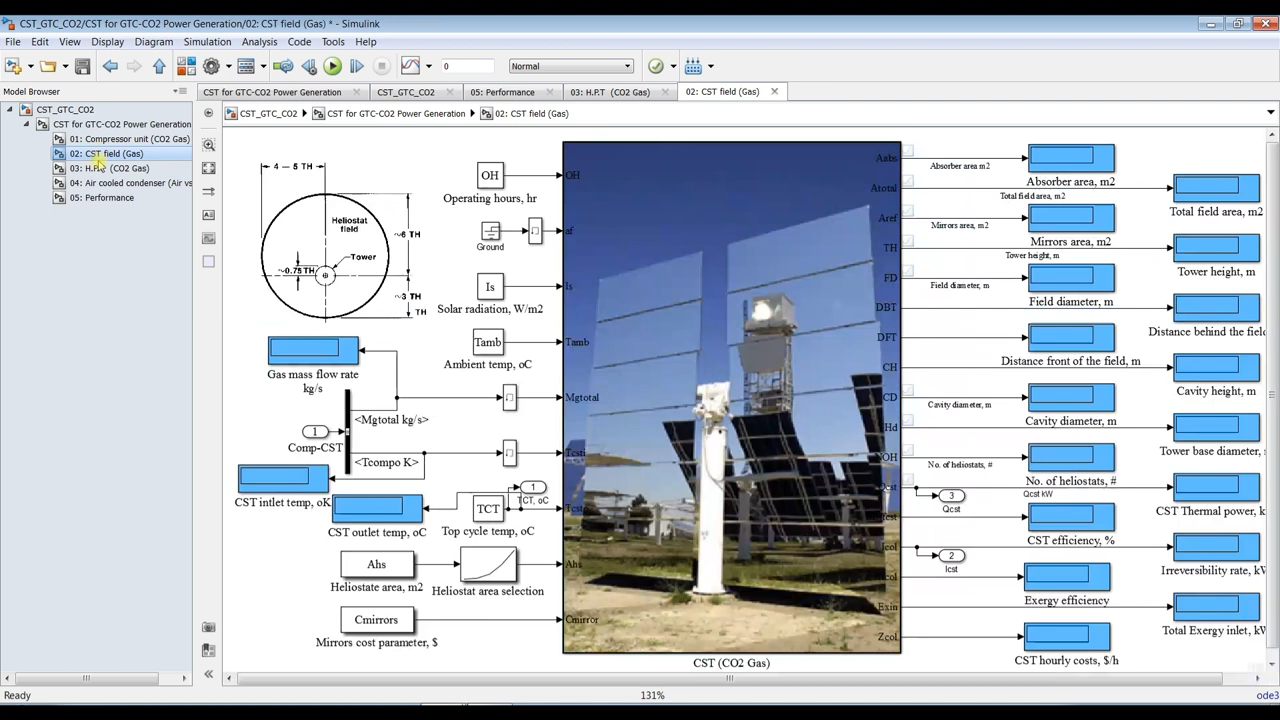 CST_GTC_CO2/CST for GTC-CO2 Power Generation/02: CST field (Gas) * - Simulink
File Edit View Display Diagram Simulation Analysis Code Tools Help
0 Normal
Model Browser
CST for GTC-CO2 Power Generation CST_GTC_CO2 05: Performance 03: H.P.T (CO2 Gas) 02: CST field (Gas)
CST_GTC_CO2 CST for GTC-CO2 Power Generation 02: CST field (Gas)
CST_GTC_CO2
CST for GTC-CO2 Power Generation
01: Compressor unit (CO2 Gas)
02: CST field (Gas)
03: H.P.T (CO2 Gas)
04: Air cooled condenser (Air vs
05: Performance
4 — 5 TH
Heliostat
field
~6 TH
Tower
~0.75 TH
~3
TH
TH
Gas mass flow rate
kg/s
<Mgtotal kg/s>
1
Comp-CST
<Tcompo K>
CST intlet temp, oK
1
TCT, oC
TCT
CST outlet temp, oC
Top cycle temp, oC
Ahs
Heliostate area, m2
Heliostat area selection
Cmirrors
Mirrors cost parameter, $
OH
Operating hours, hr
Ground
Is
Solar radiation, W/m2
Tamb
Ambient temp, oC
OH
af
Is
Tamb
Mgtotal
Tcsti
Tcsto
Ahs
Cmirror
Aabs
Atotal
Aref
TH
FD
DBT
DFT
CH
CD
Hd
NOH
Qcst
Icol
Exin
Zcol
CST (CO2 Gas)
Absorber area m2
Absorber area, m2
Total field area, m2
Total field area, m2
Mirrors area, m2
Mirrors area, m2
Tower height, m
Tower height, m
Field diameter, m
Field diameter, m
Distance behind the field
Distance front of the field, m
Cavity height, m
Cavity diameter, m
Cavity diameter, m
Tower base diameter, m
No. of heliostats, #
No. of heliostats, #
Qcst kW
3
Qcst
CST Thermal power, k
CST efficiency, %
2
Icst
Irreversibility rate, kW
Exergy efficiency
Total Exergy inlet, kW
CST hourly costs, $/h
Ready 131% ode3